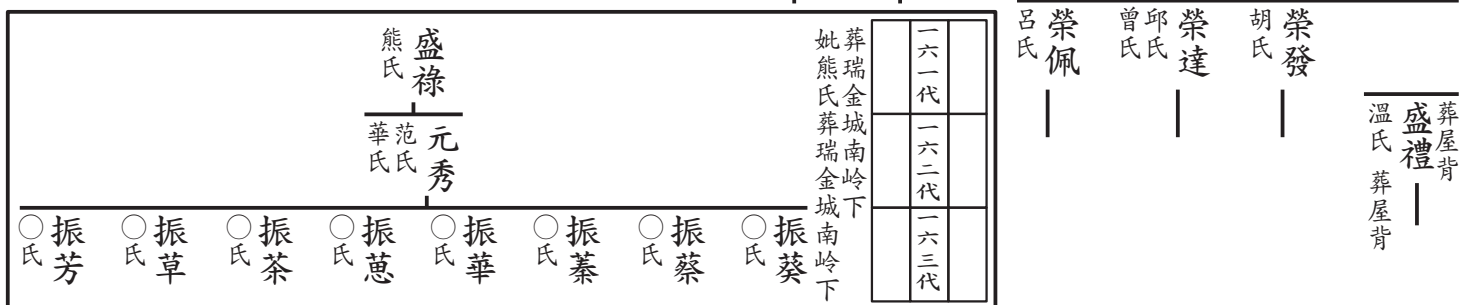 葬屋背
盛禮
溫氏 葬屋背
榮發
胡氏
榮達
邱氏
曾氏
榮佩
呂氏
一六一代
一六二代
一六三代
葬瑞金城南岭下
妣熊氏葬瑞金城南岭下
盛祿
熊氏
元秀
范氏
華氏
振葵
○氏
振蔡
○氏
振蓁
○氏
振華
○氏
振葸
○氏
振茶
○氏
振草
○氏
振芳
○氏